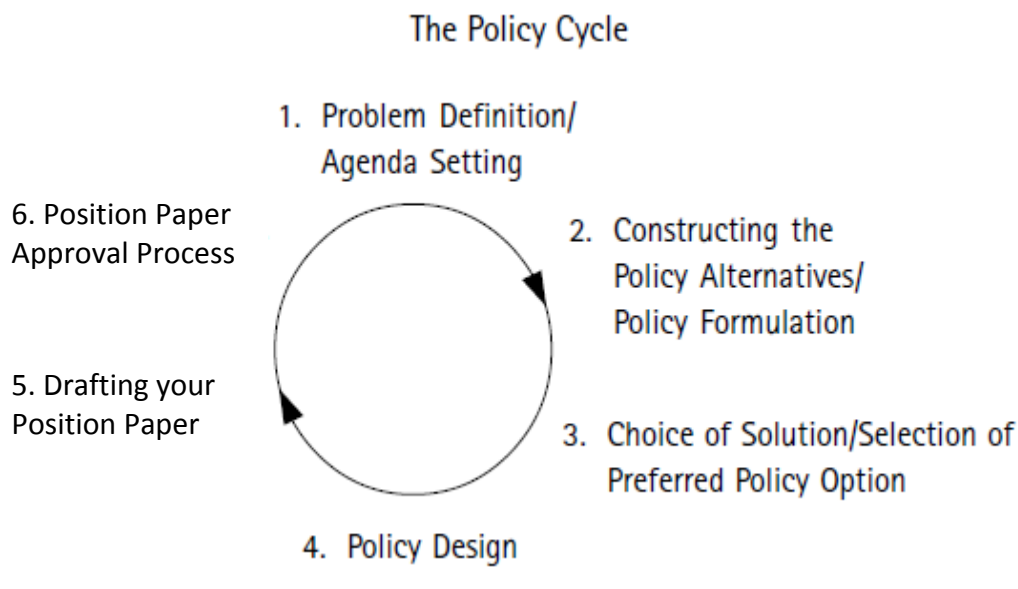 The Policy Cycle
1. Problem Definition/
Agenda Setting
2. Constructing the
Policy Alternatives/
Policy Formulation
3. Choice of Solution/Selection of
Preferred Policy Option
4. Policy Design
5. Drafting your
Position Paper
6. Position Paper
Approval Process